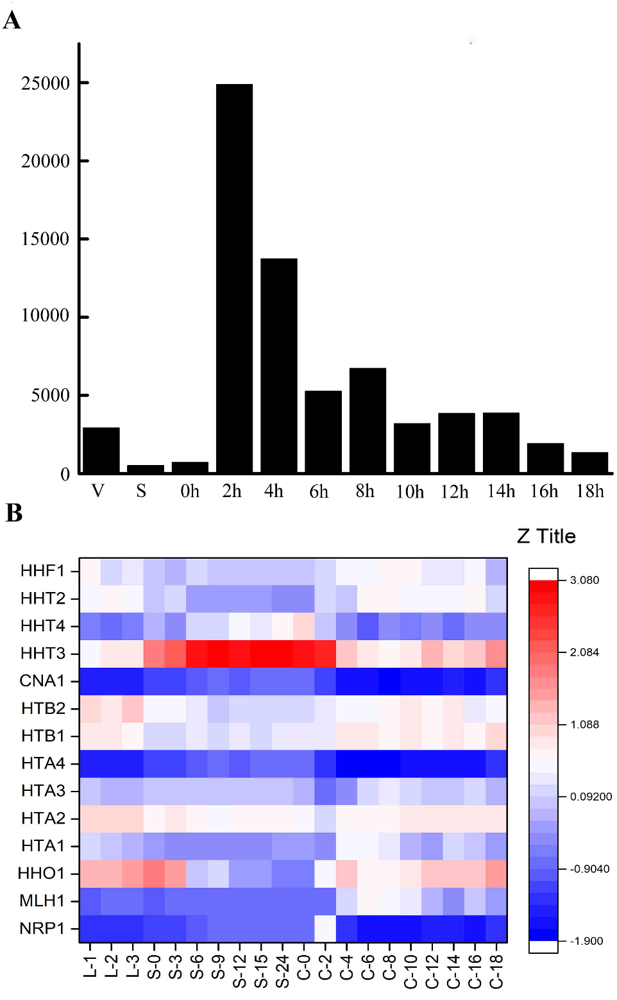 A
25000
20000
15000
10000
5000
0
V S 0h 2h 4h 6h 8h 10h 12h 14h 16h 18h
B
Z Title
HHF1
HHT2
HHT4
HHT3
CNA1
HTB2
HTB1
HTA4
HTA3
HTA2
HTA1
HHO1
MLH1
NRP1
3.080
2.084
1.088
0.09200
-0.9040
-1.900
L-1 L-2 L-3 S-0 S-3 S-6 S-9 S-12 S-15 S-24 C-0 C-2 C-4 C-6 C-8 C-10 C-12 C-14 C-16 C-18